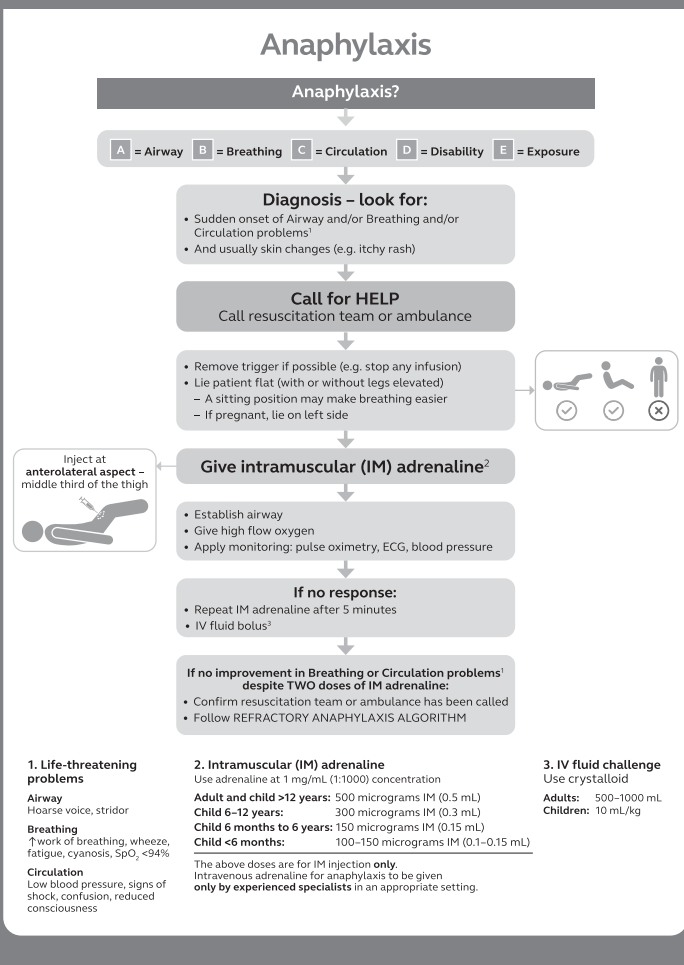 Anaphylaxis
Anaphylaxis?
A = Airway B = Breathing C = Circulation D = Disability E = Exposure
Diagnosis – look for:
• Sudden onset of Airway and/or Breathing and/or
Circulation problems¹
• And usually skin changes (e.g. itchy rash)
Call for HELP
Call resuscitation team or ambulance
• Remove trigger if possible (e.g. stop any infusion)
• Lie patient flat (with or without legs elevated)
– A sitting position may make breathing easier
– If pregnant, lie on left side
Inject at
anterolateral aspect –
middle third of the thigh
Give intramuscular (IM) adrenaline²
• Establish airway
• Give high flow oxygen
• Apply monitoring: pulse oximetry, ECG, blood pressure
If no response:
• Repeat IM adrenaline after 5 minutes
• IV fluid bolus³
If no improvement in Breathing or Circulation problems¹
despite TWO doses of IM adrenaline:
• Confirm resuscitation team or ambulance has been called
• Follow REFRACTORY ANAPHYLAXIS ALGORITHM
1. Life-threatening
problems
Airway
Hoarse voice, stridor
Breathing
↑work of breathing, wheeze,
fatigue, cyanosis, SpO₂ <94%
Circulation
Low blood pressure, signs of
shock, confusion, reduced
consciousness
2. Intramuscular (IM) adrenaline
Use adrenaline at 1 mg/mL (1:1000) concentration
Adult and child >12 years: 500 micrograms IM (0.5 mL)
Child 6–12 years: 300 micrograms IM (0.3 mL)
Child 6 months to 6 years: 150 micrograms IM (0.15 mL)
Child <6 months: 100–150 micrograms IM (0.1–0.15 mL)
The above doses are for IM injection only.
Intravenous adrenaline for anaphylaxis to be given
only by experienced specialists in an appropriate setting.
3. IV fluid challenge
Use crystalloid
Adults: 500–1000 mL
Children: 10 mL/kg